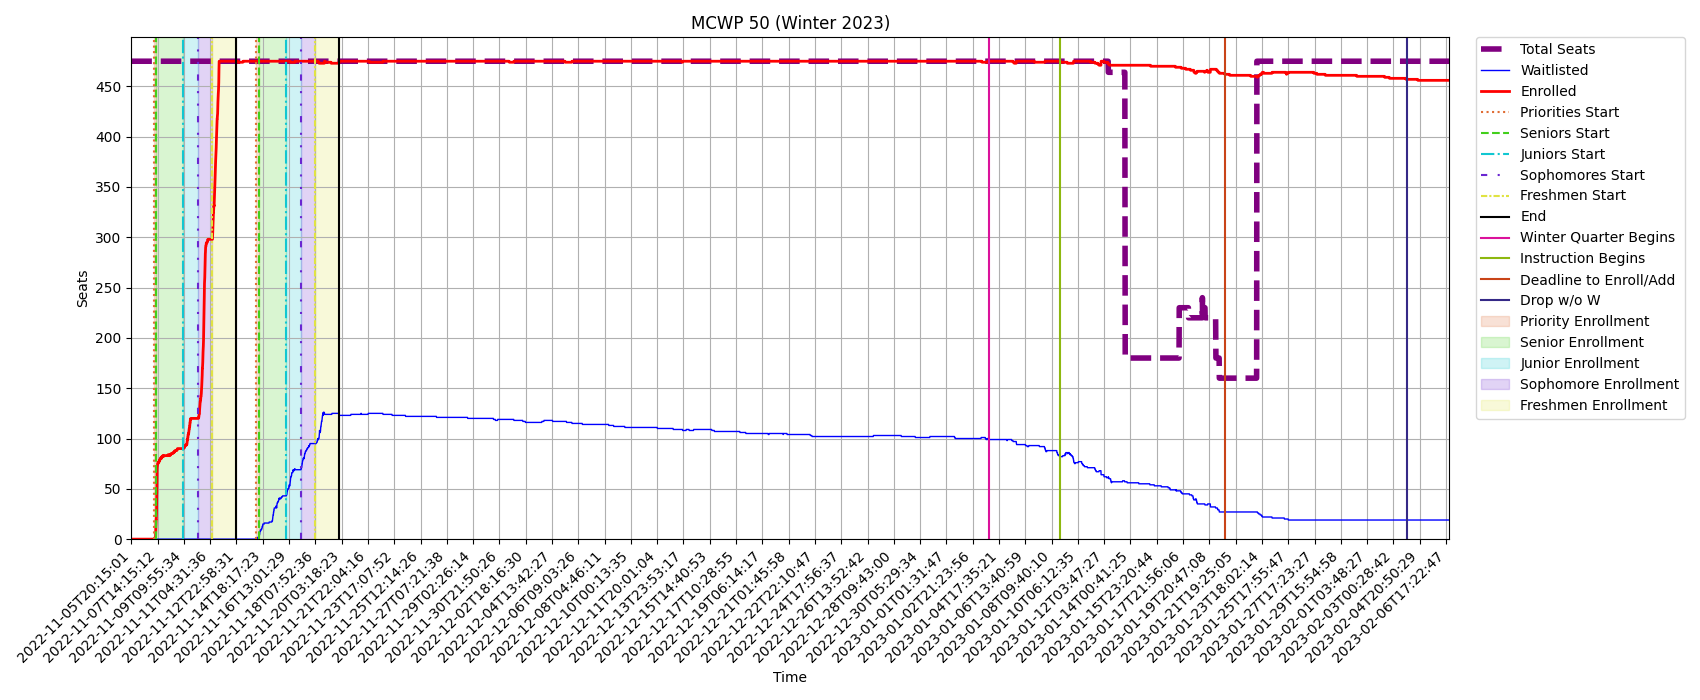 MCWP 50 (Winter 2023)
Seats
450
400
350
300
250
200
150
100
50
0
2022-11-05T20:15:01
2022-11-07T14:15:12
2022-11-09T09:55:34
2022-11-11T04:31:36
2022-11-12T22:58:31
2022-11-14T18:17:23
2022-11-16T13:01:29
2022-11-18T07:52:36
2022-11-20T03:18:23
2022-11-21T22:04:16
2022-11-23T17:07:52
2022-11-25T12:14:26
2022-11-27T07:21:38
2022-11-29T02:26:14
2022-11-30T21:50:26
2022-12-02T18:16:30
2022-12-04T13:42:27
2022-12-06T09:03:26
2022-12-08T04:46:11
2022-12-10T00:13:35
2022-12-11T20:01:04
2022-12-13T23:53:17
2022-12-15T14:40:53
2022-12-17T10:28:55
2022-12-19T06:14:17
2022-12-21T01:45:58
2022-12-22T22:10:47
2022-12-24T17:56:37
2022-12-26T13:52:42
2022-12-28T09:43:00
2022-12-30T05:29:34
2023-01-01T01:31:47
2023-01-02T21:23:56
2023-01-04T17:35:21
2023-01-06T13:40:59
2023-01-08T09:40:10
2023-01-10T06:12:35
2023-01-12T03:47:27
2023-01-14T00:41:25
2023-01-15T23:20:44
2023-01-17T21:56:06
2023-01-19T20:47:08
2023-01-21T19:25:05
2023-01-23T18:02:14
2023-01-25T17:55:47
2023-01-27T17:23:27
2023-01-29T15:54:58
2023-02-01T03:48:27
2023-02-03T00:28:42
2023-02-04T20:50:29
2023-02-06T17:22:47
Time
Total Seats
Waitlisted
Enrolled
Priorities Start
Seniors Start
Juniors Start
Sophomores Start
Freshmen Start
End
Winter Quarter Begins
Instruction Begins
Deadline to Enroll/Add
Drop w/o W
Priority Enrollment
Senior Enrollment
Junior Enrollment
Sophomore Enrollment
Freshmen Enrollment